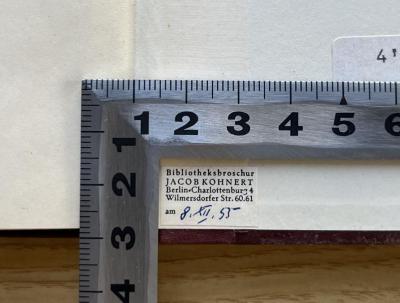 4'
1 2 3 4 5 6
1
2
3
4
Bibliotheksbroschur
JACOB KOHNERT
Berlin-Charlottenburg 4
Wilmersdorfer Str. 60.61
am 8. XII. 55